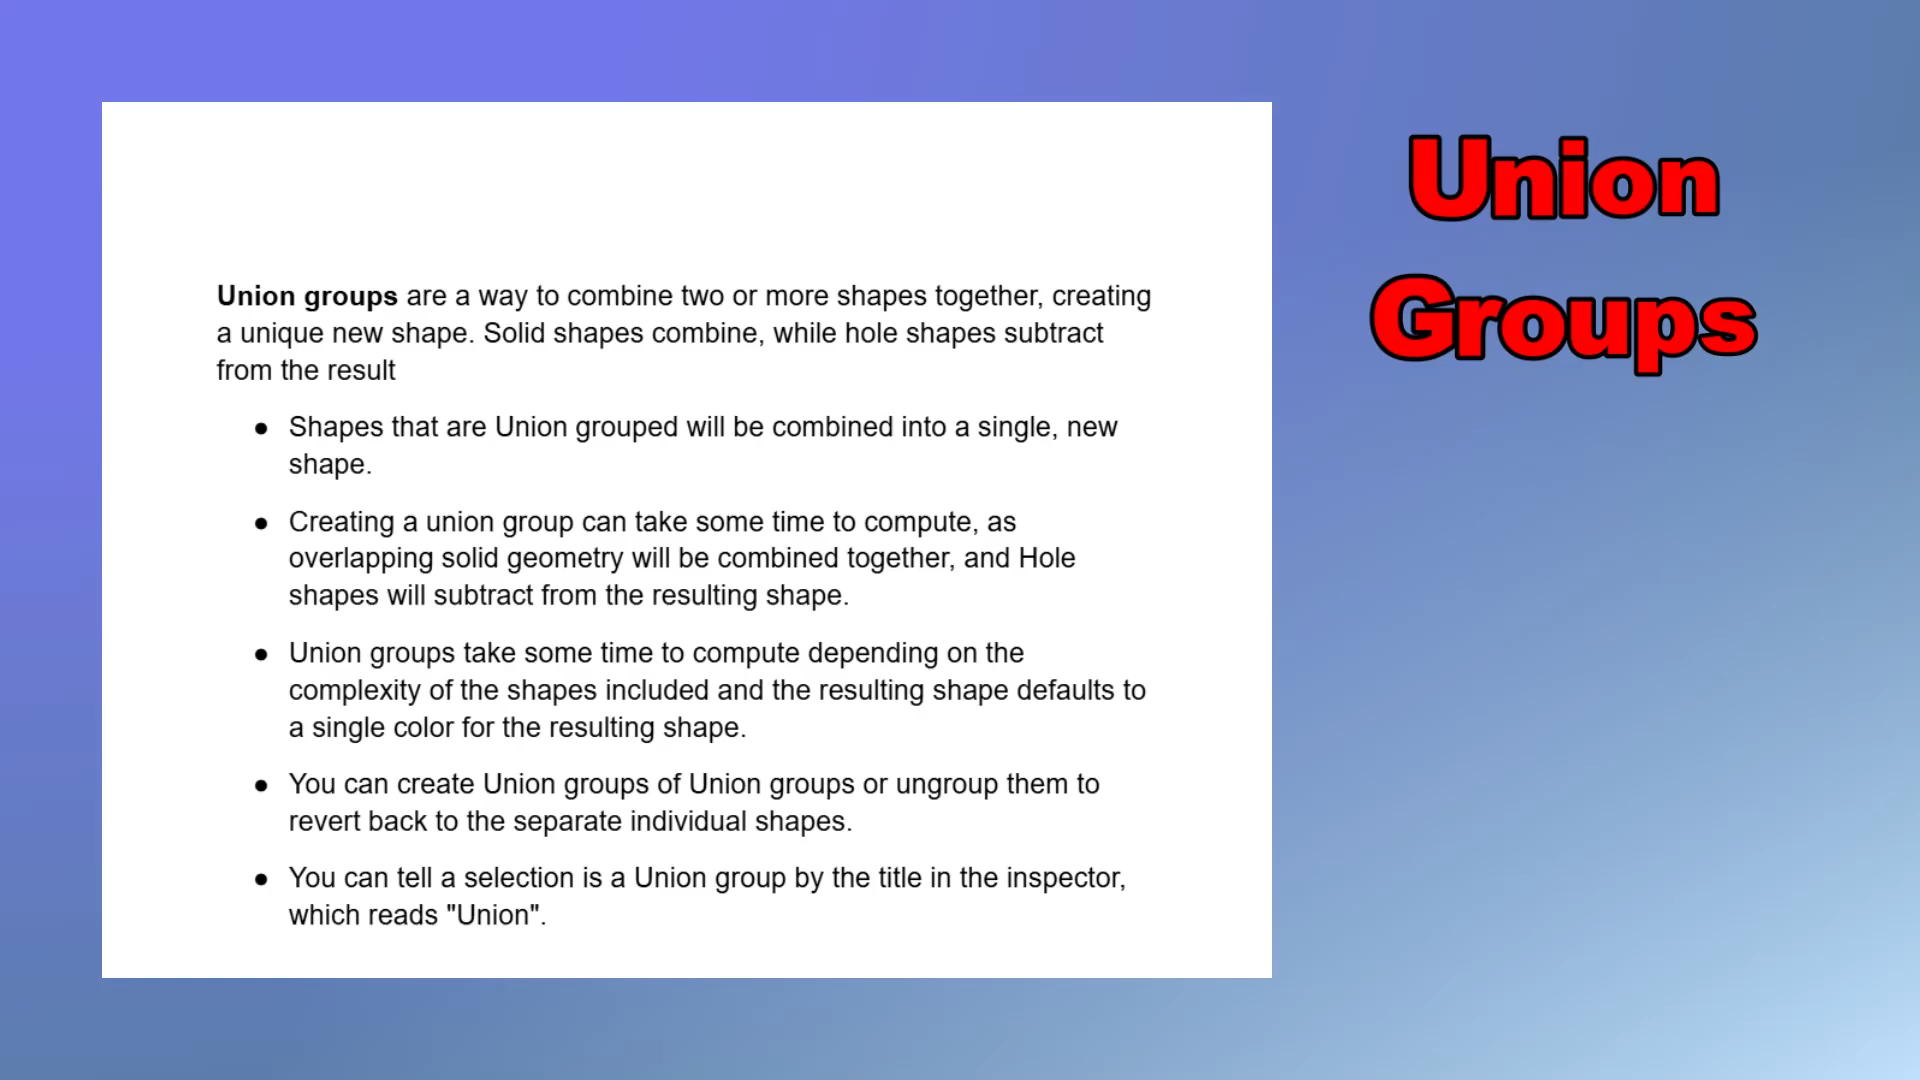 Union groups are a way to combine two or more shapes together, creating
a unique new shape. Solid shapes combine, while hole shapes subtract
from the result
● Shapes that are Union grouped will be combined into a single, new
shape.
● Creating a union group can take some time to compute, as
overlapping solid geometry will be combined together, and Hole
shapes will subtract from the resulting shape.
● Union groups take some time to compute depending on the
complexity of the shapes included and the resulting shape defaults to
a single color for the resulting shape.
● You can create Union groups of Union groups or ungroup them to
revert back to the separate individual shapes.
● You can tell a selection is a Union group by the title in the inspector,
which reads "Union".
Union
Groups